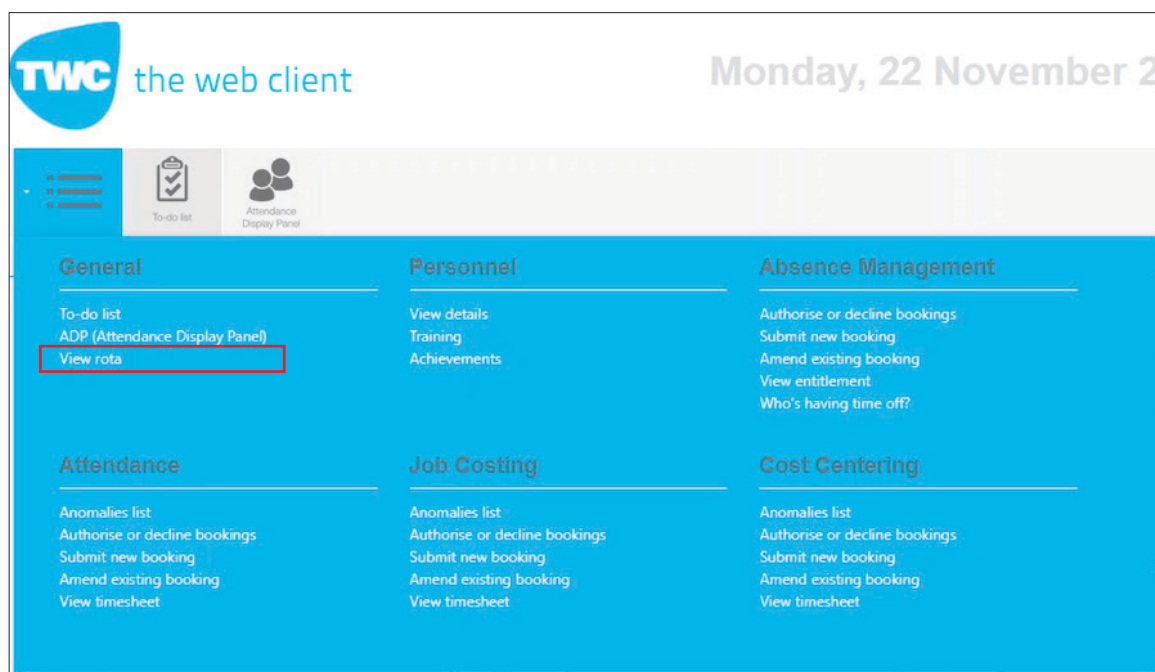 TWC the web client
Monday, 22 November 2
To-do list
Attendance
Display Panel
General
To-do list
ADP (Attendance Display Panel)
View rota
Personnel
View details
Training
Achievements
Absence Management
Authorise or decline bookings
Submit new booking
Amend existing booking
View entitlement
Who's having time off?
Attendance
Anomalies list
Authorise or decline bookings
Submit new booking
Amend existing booking
View timesheet
Job Costing
Anomalies list
Authorise or decline bookings
Submit new booking
Amend existing booking
View timesheet
Cost Centering
Anomalies list
Authorise or decline bookings
Submit new booking
Amend existing booking
View timesheet